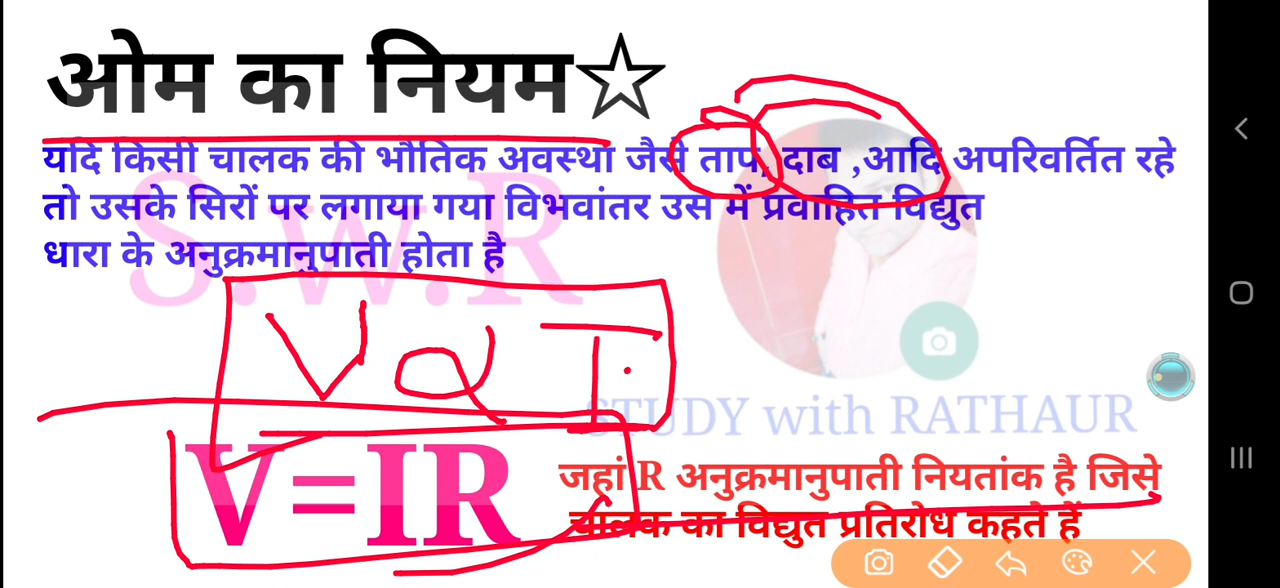 ओम का नियम☆
यदि किसी चालक की भौतिक अवस्था जैसे ताप, दाब ,आदि अपरिवर्तित रहे
तो उसके सिरों पर लगाया गया विभवांतर उस में प्रवाहित विद्युत
धारा के अनुक्रमानुपाती होता है
S.W.R
V α I
STUDY with RATHAUR
V=IR
जहां R अनुक्रमानुपाती नियतांक है जिसे
चालक का विद्युत प्रतिरोध कहते हैं